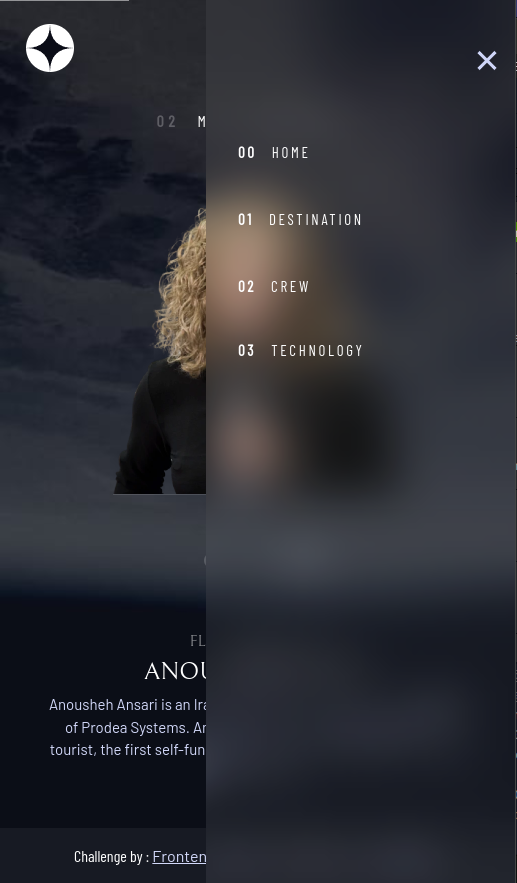 02 M
00 HOME
01 DESTINATION
02 CREW
03 TECHNOLOGY
FL
ANOU
Anousheh Ansari is an Ira
of Prodea Systems. An
tourist, the first self-fun
Challenge by : Fronten